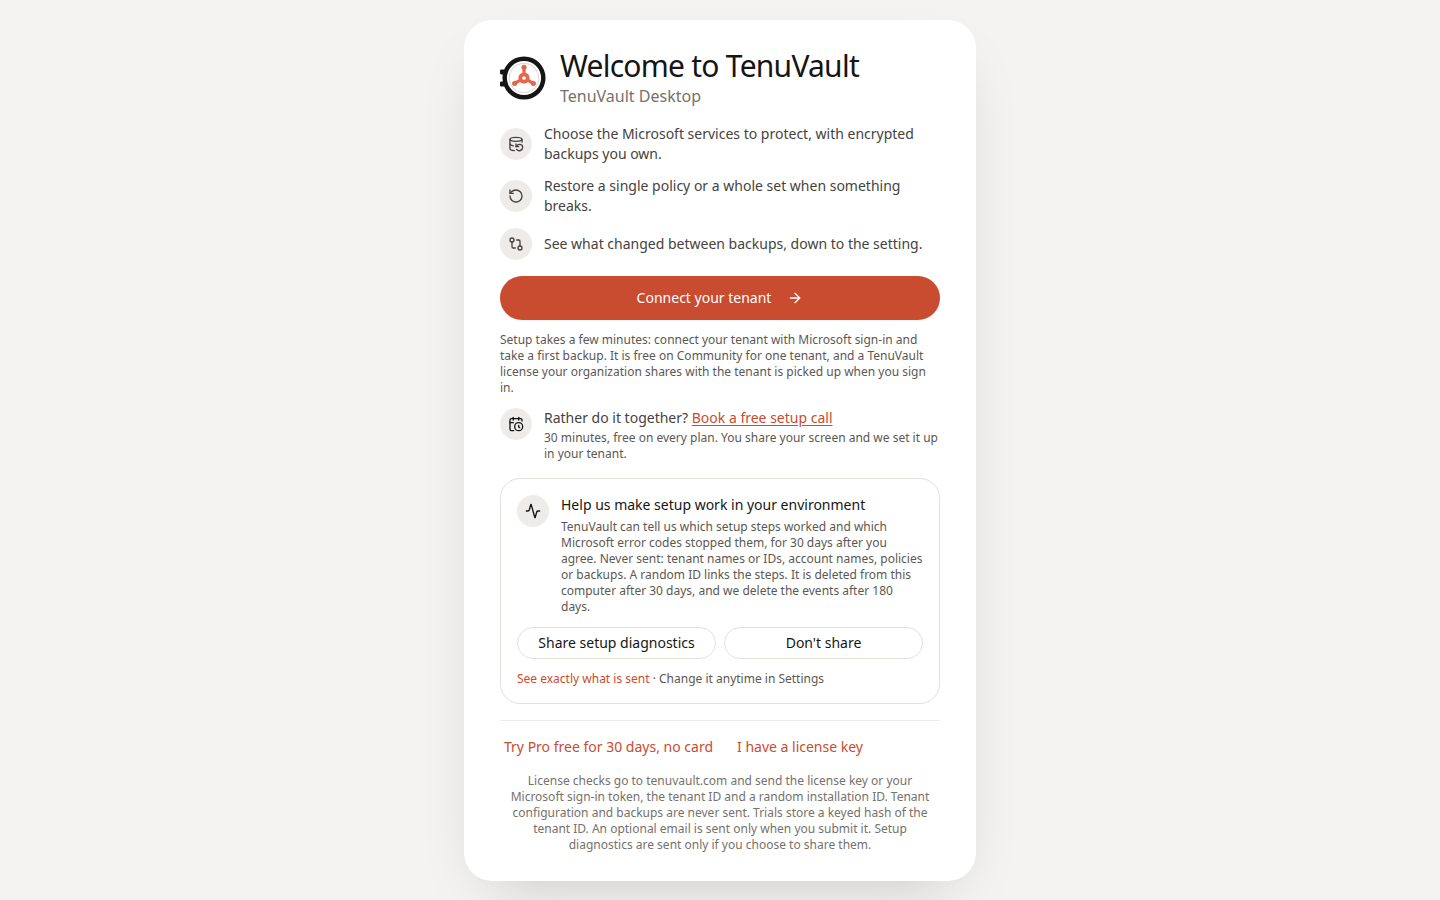 Welcome to TenuVault
TenuVault Desktop
Choose the Microsoft services to protect, with encrypted
backups you own.
Restore a single policy or a whole set when something
breaks.
See what changed between backups, down to the setting.
Connect your tenant
Setup takes a few minutes: connect your tenant with Microsoft sign-in and
take a first backup. It is free on Community for one tenant, and a TenuVault
license your organization shares with the tenant is picked up when you sign
in.
Rather do it together? Book a free setup call
30 minutes, free on every plan. You share your screen and we set it up
in your tenant.
Help us make setup work in your environment
TenuVault can tell us which setup steps worked and which
Microsoft error codes stopped them, for 30 days after you
agree. Never sent: tenant names or IDs, account names, policies
or backups. A random ID links the steps. It is deleted from this
computer after 30 days, and we delete the events after 180
days.
Share setup diagnostics
Don't share
See exactly what is sent · Change it anytime in Settings
Try Pro free for 30 days, no card
I have a license key
License checks go to tenuvault.com and send the license key or your
Microsoft sign-in token, the tenant ID and a random installation ID. Tenant
configuration and backups are never sent. Trials store a keyed hash of the
tenant ID. An optional email is sent only when you submit it. Setup
diagnostics are sent only if you choose to share them.